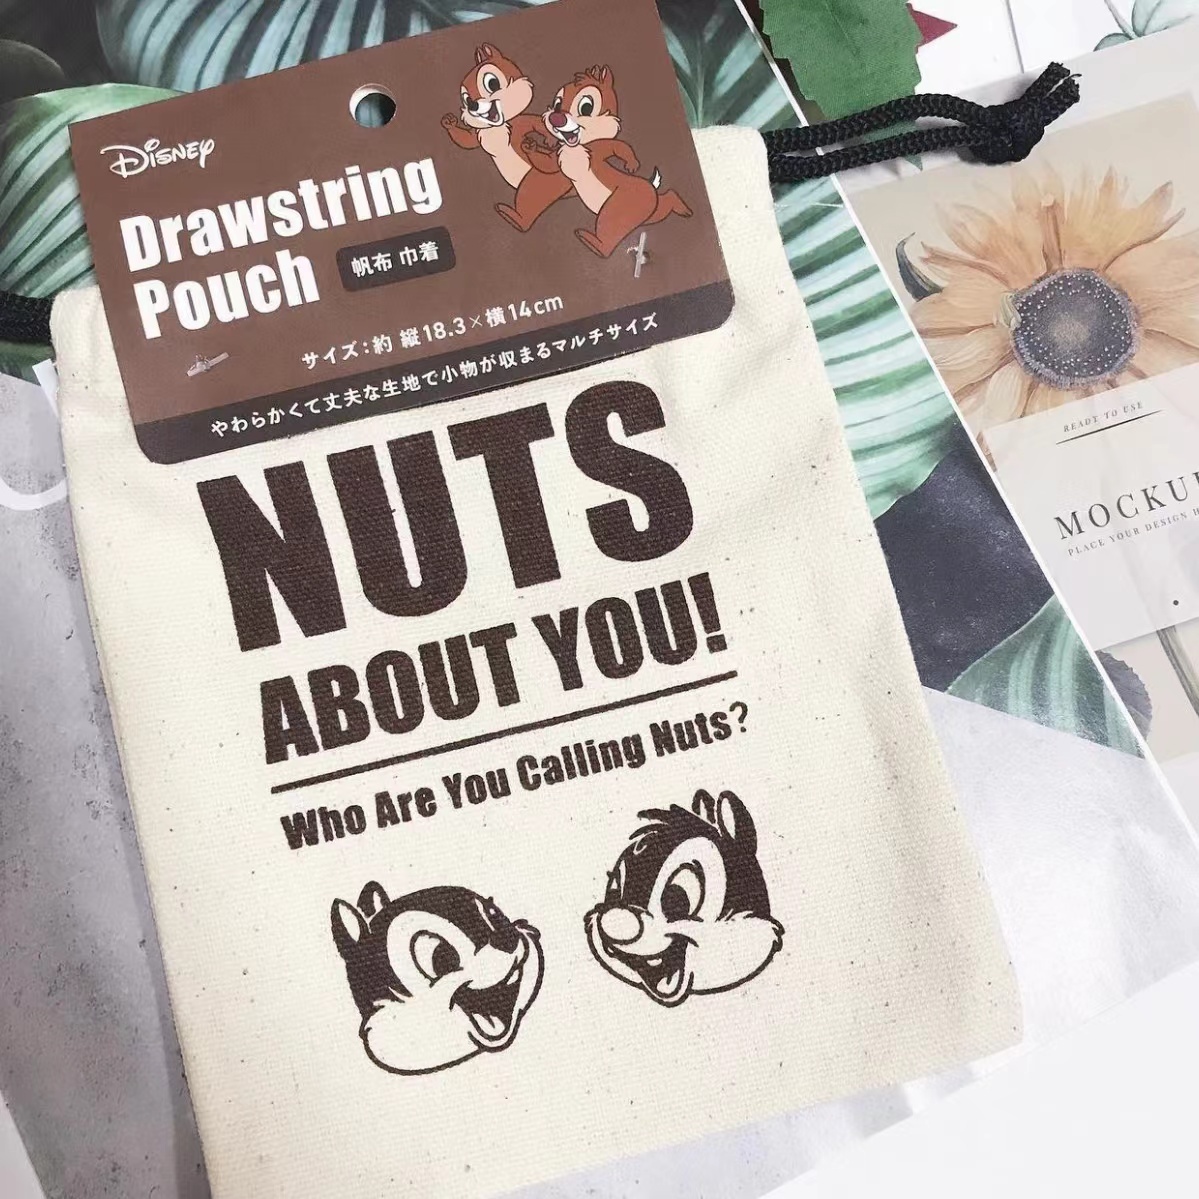 Disney
Drawstring
Pouch
帆布 巾着
サイズ:約 縦18.3×横14cm
やわらかくて丈夫な生地で小物が収まるマルチサイズ
NUTS
ABOUT YOU!
Who Are You Calling Nuts?
READY TO USE
PLACE YOUR DESIGN